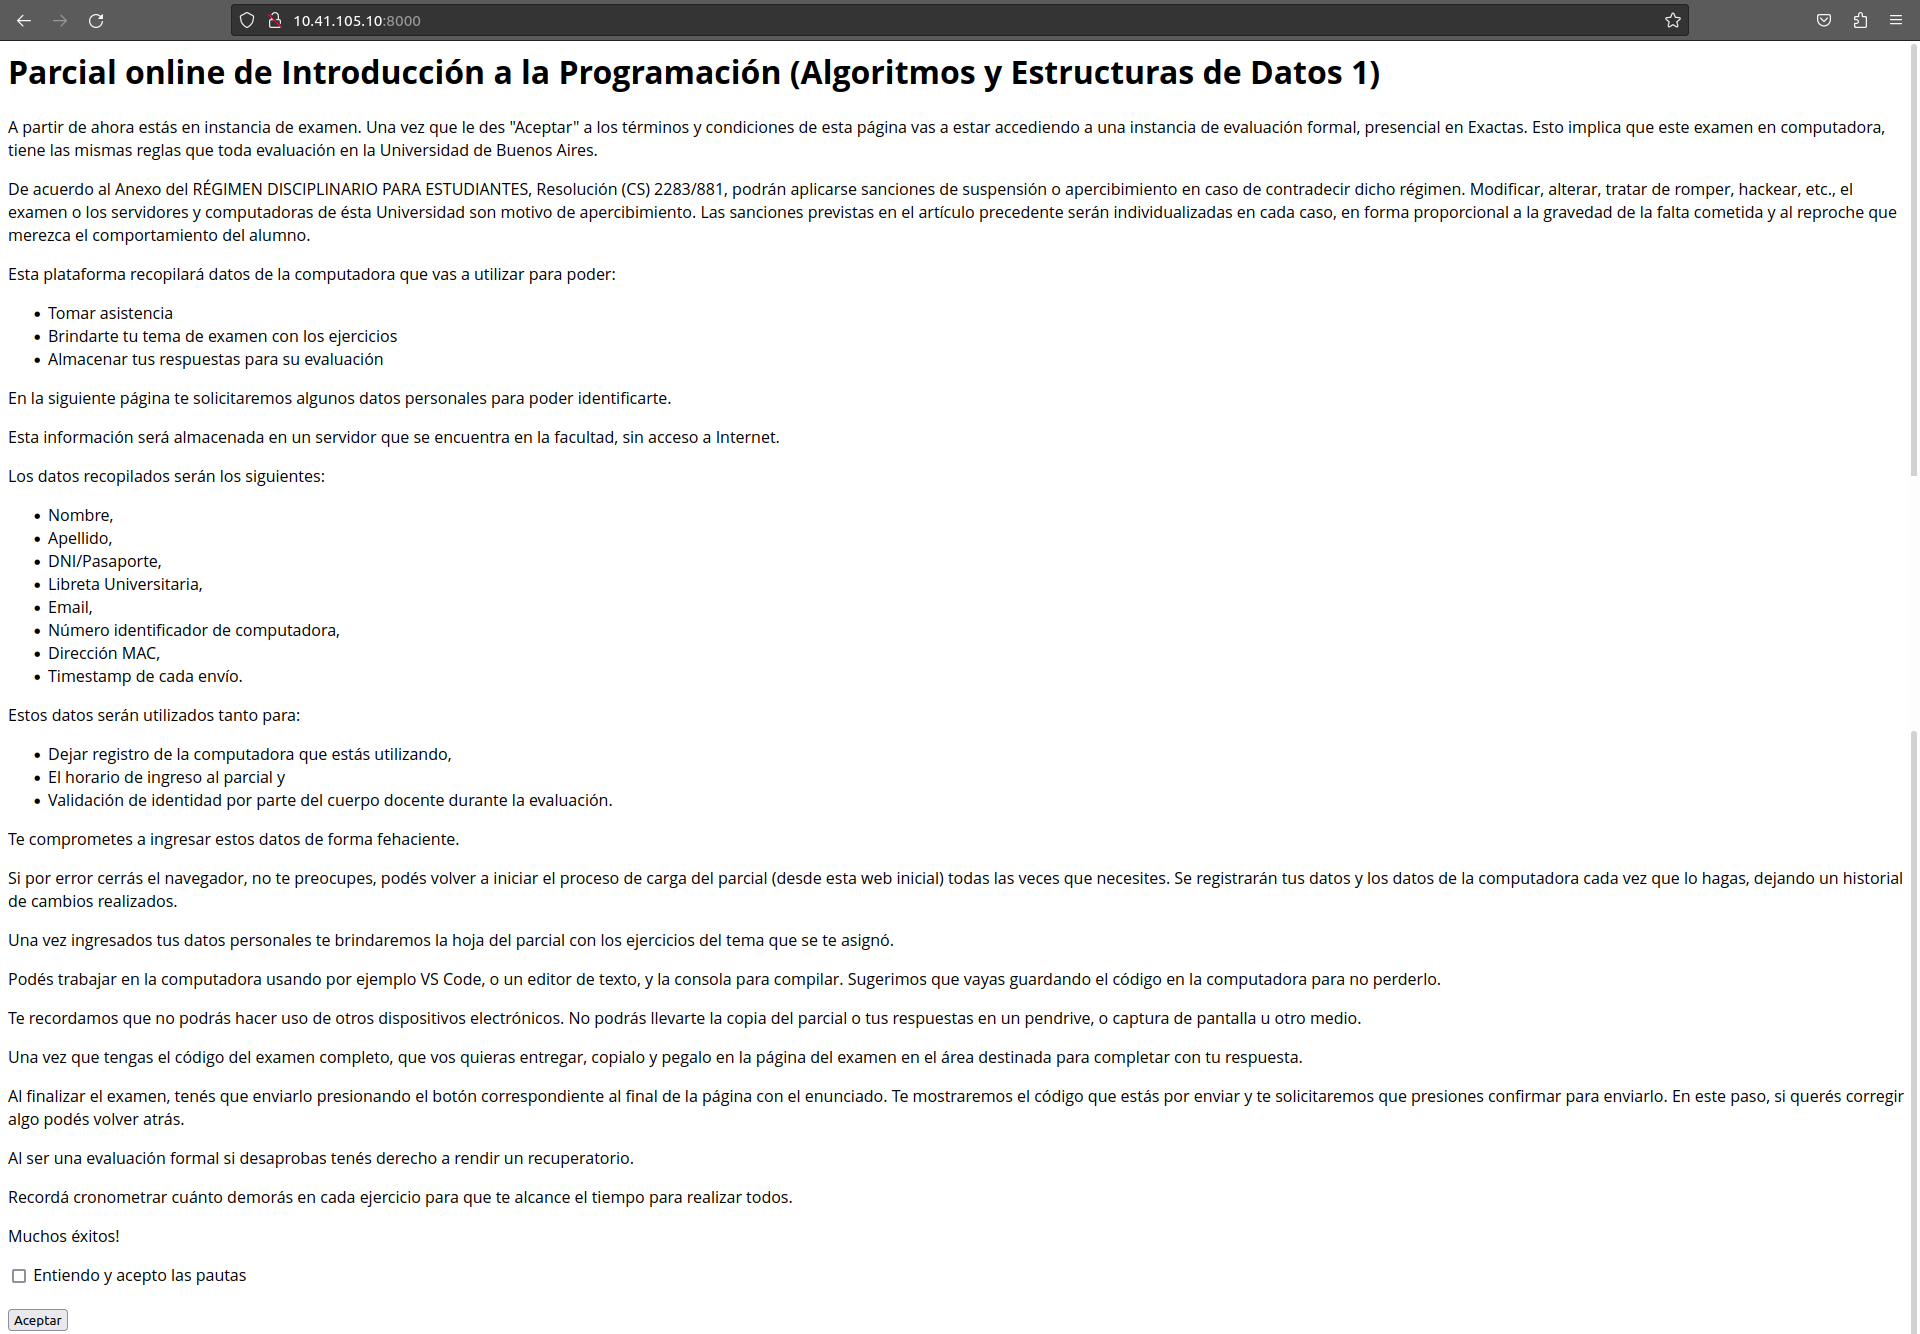 10.41.105.10:8000
Parcial online de Introducción a la Programación (Algoritmos y Estructuras de Datos 1)
A partir de ahora estás en instancia de examen. Una vez que le des "Aceptar" a los términos y condiciones de esta página vas a estar accediendo a una instancia de evaluación formal, presencial en Exactas. Esto implica que este examen en computadora,
tiene las mismas reglas que toda evaluación en la Universidad de Buenos Aires.
De acuerdo al Anexo del RÉGIMEN DISCIPLINARIO PARA ESTUDIANTES, Resolución (CS) 2283/881, podrán aplicarse sanciones de suspensión o apercibimiento en caso de contradecir dicho régimen. Modificar, alterar, tratar de romper, hackear, etc., el
examen o los servidores y computadoras de ésta Universidad son motivo de apercibimiento. Las sanciones previstas en el artículo precedente serán individualizadas en cada caso, en forma proporcional a la gravedad de la falta cometida y al reproche que
merezca el comportamiento del alumno.
Esta plataforma recopilará datos de la computadora que vas a utilizar para poder:
• Tomar asistencia
• Brindarte tu tema de examen con los ejercicios
• Almacenar tus respuestas para su evaluación
En la siguiente página te solicitaremos algunos datos personales para poder identificarte.
Esta información será almacenada en un servidor que se encuentra en la facultad, sin acceso a Internet.
Los datos recopilados serán los siguientes:
• Nombre,
• Apellido,
• DNI/Pasaporte,
• Libreta Universitaria,
• Email,
• Número identificador de computadora,
• Dirección MAC,
• Timestamp de cada envío.
Estos datos serán utilizados tanto para:
• Dejar registro de la computadora que estás utilizando,
• El horario de ingreso al parcial y
• Validación de identidad por parte del cuerpo docente durante la evaluación.
Te comprometes a ingresar estos datos de forma fehaciente.
Si por error cerrás el navegador, no te preocupes, podés volver a iniciar el proceso de carga del parcial (desde esta web inicial) todas las veces que necesites. Se registrarán tus datos y los datos de la computadora cada vez que lo hagas, dejando un historial
de cambios realizados.
Una vez ingresados tus datos personales te brindaremos la hoja del parcial con los ejercicios del tema que se te asignó.
Podés trabajar en la computadora usando por ejemplo VS Code, o un editor de texto, y la consola para compilar. Sugerimos que vayas guardando el código en la computadora para no perderlo.
Te recordamos que no podrás hacer uso de otros dispositivos electrónicos. No podrás llevarte la copia del parcial o tus respuestas en un pendrive, o captura de pantalla u otro medio.
Una vez que tengas el código del examen completo, que vos quieras entregar, copialo y pegalo en la página del examen en el área destinada para completar con tu respuesta.
Al finalizar el examen, tenés que enviarlo presionando el botón correspondiente al final de la página con el enunciado. Te mostraremos el código que estás por enviar y te solicitaremos que presiones confirmar para enviarlo. En este paso, si querés corregir
algo podés volver atrás.
Al ser una evaluación formal si desaprobas tenés derecho a rendir un recuperatorio.
Recordá cronometrar cuánto demorás en cada ejercicio para que te alcance el tiempo para realizar todos.
Muchos éxitos!
Entiendo y acepto las pautas
Aceptar